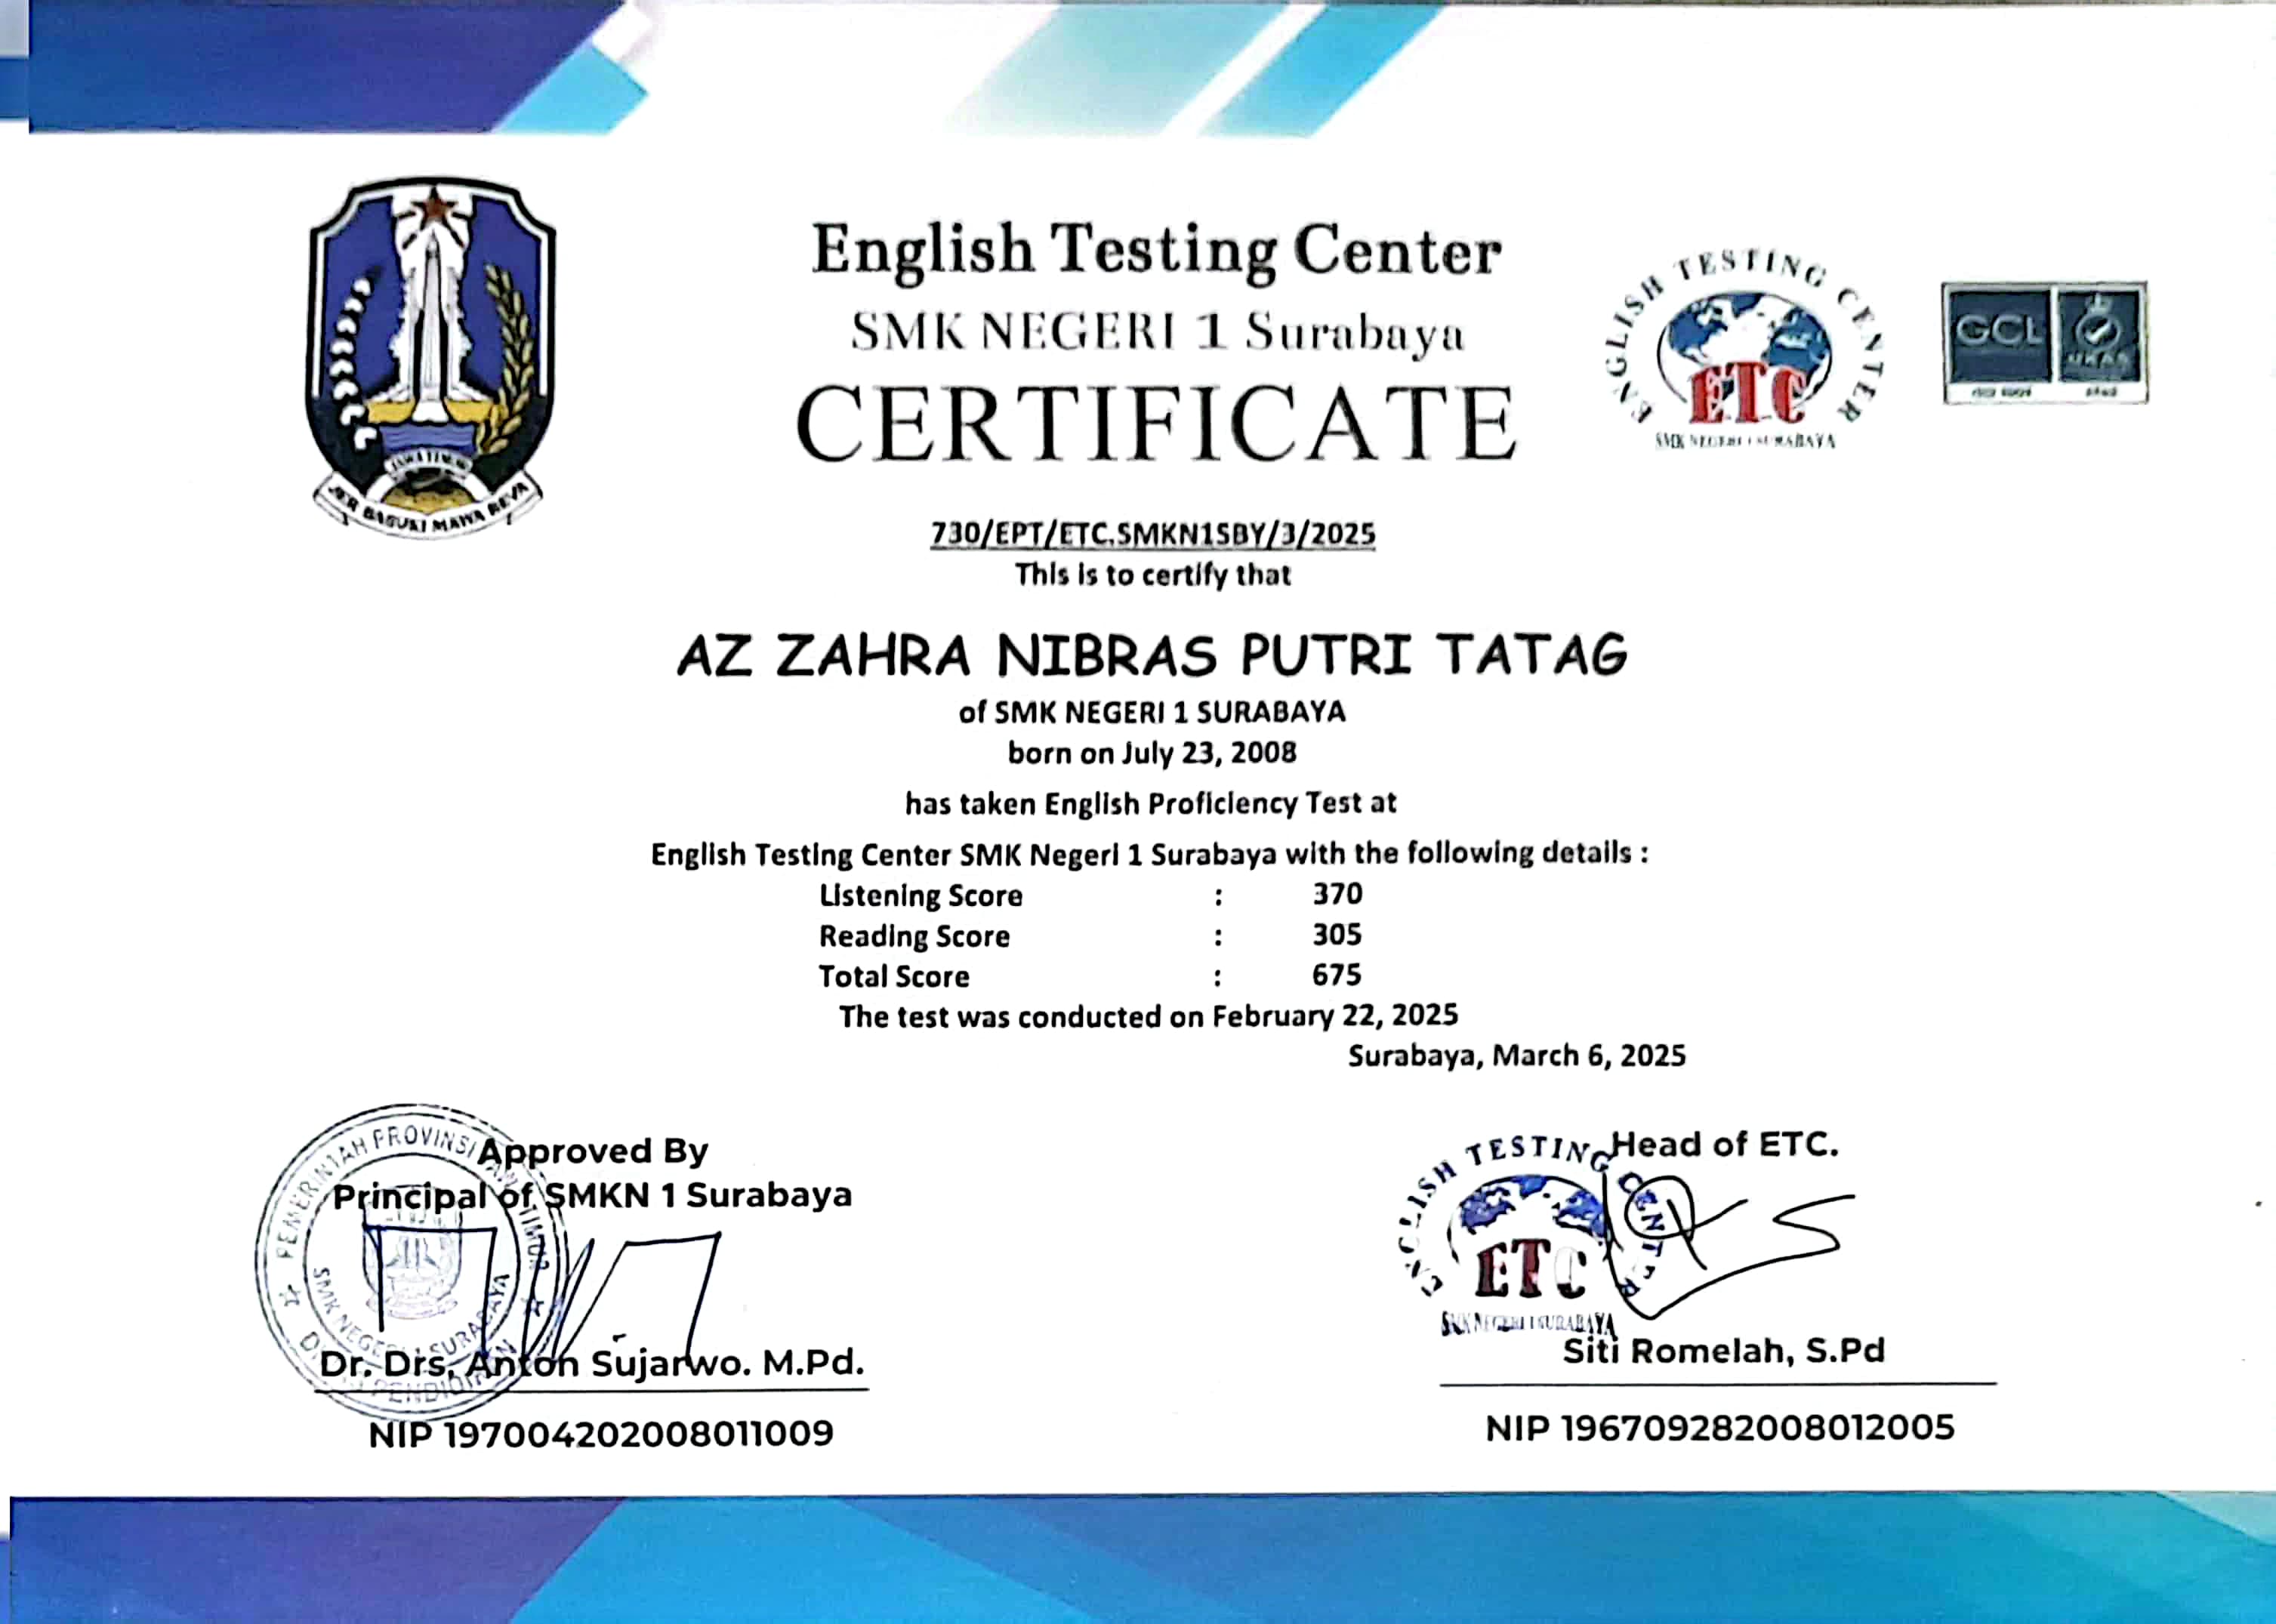 English Testing Center
SMK NEGERI 1 Surabaya
CERTIFICATE
JAWA TIMUR
JER BASUKI MAWA BEYA
ENGLISH TESTING CENTER
ETC
SMK NEGERI 1 SURABAYA
GCL
UKAS
730/EPT/ETC.SMKN1SBY/3/2025
This is to certify that
AZ ZAHRA NIBRAS PUTRI TATAG
of SMK NEGERI 1 SURABAYA
born on July 23, 2008
has taken English Proficiency Test at
English Testing Center SMK Negeri 1 Surabaya with the following details :
Listening Score : 370
Reading Score : 305
Total Score : 675
The test was conducted on February 22, 2025
Surabaya, March 6, 2025
Approved By
Principal of SMKN 1 Surabaya
PEMERINTAH PROVINSI JAWA TIMUR
SMK NEGERI 1 SURABAYA
PENDIDIKAN
Dr. Drs. Anton Sujarwo. M.Pd.
NIP 197004202008011009
Head of ETC.
ENGLISH TESTING CENTER
ETC
SMK NEGERI 1 SURABAYA
Siti Romelah, S.Pd
NIP 196709282008012005